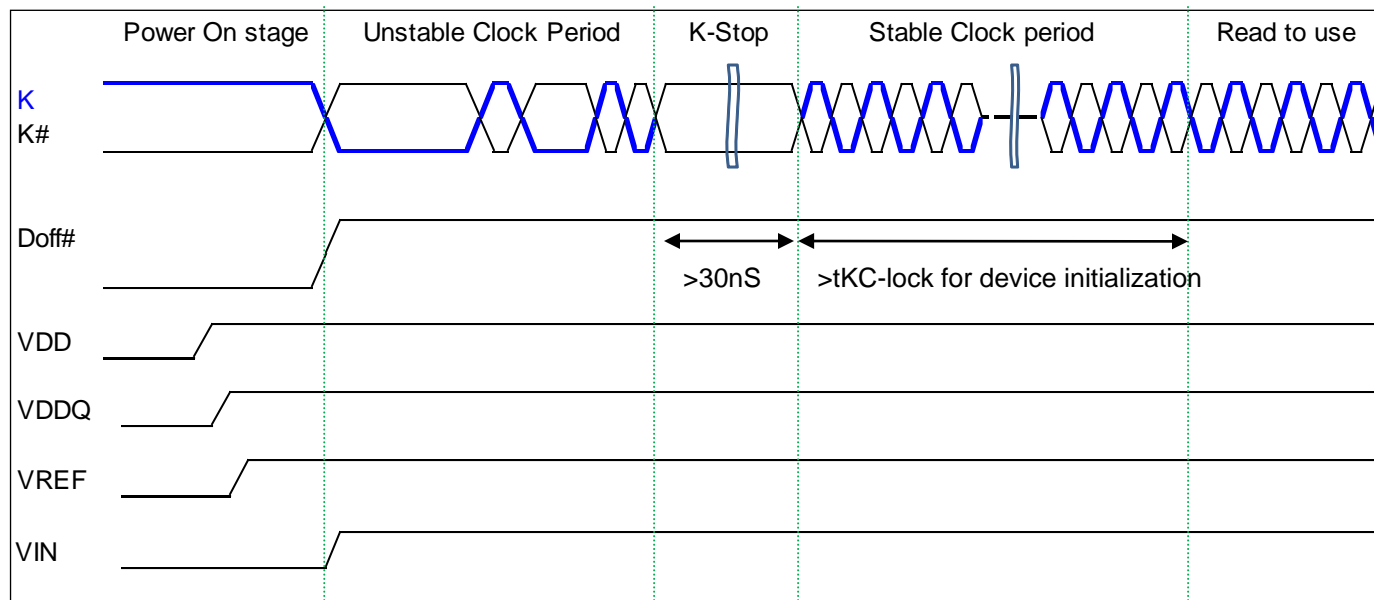 Power On stage Unstable Clock Period K-Stop Stable Clock period Read to use
K
K#
Doff#
>30nS >tKC-lock for device initialization
VDD
VDDQ
VREF
VIN